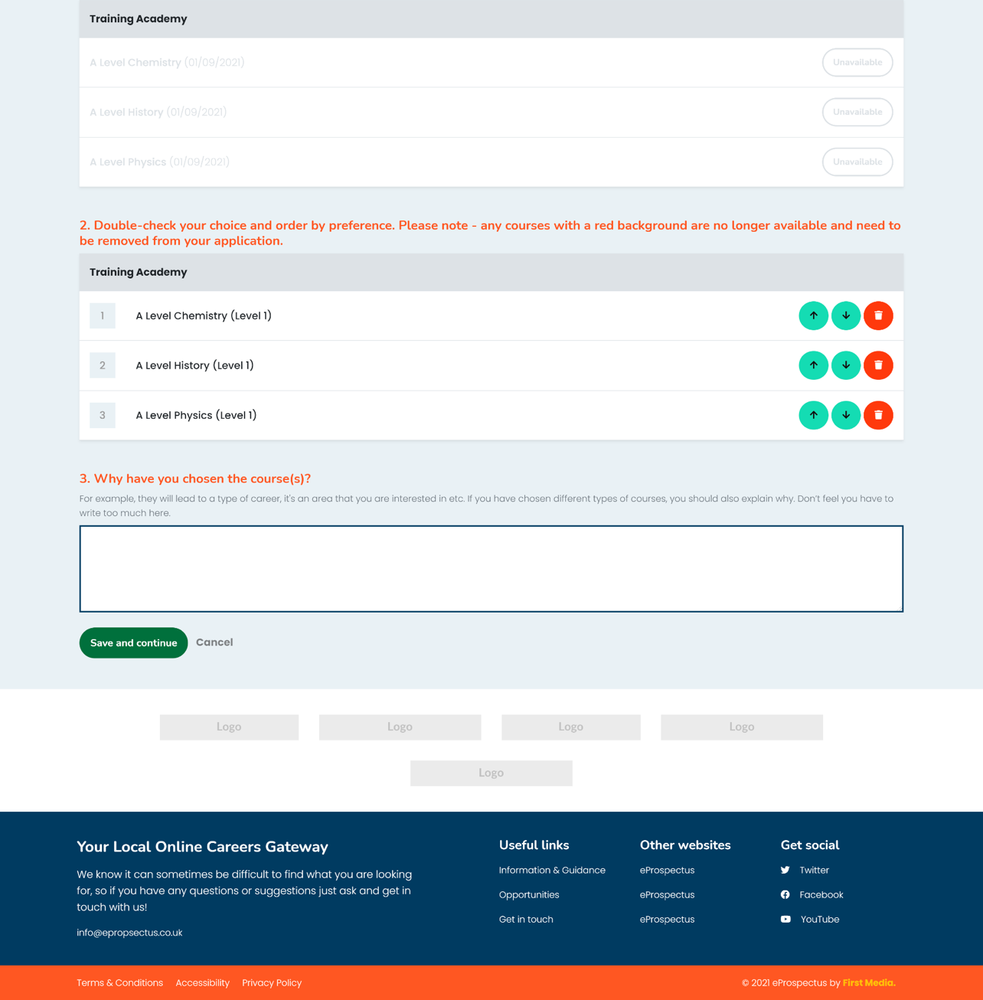 Training Academy
A Level Chemistry (01/09/2021) Unavailable
A Level History (01/09/2021) Unavailable
A Level Physics (01/09/2021) Unavailable
2. Double-check your choice and order by preference. Please note - any courses with a red background are no longer available and need to
be removed from your application.
Training Academy
1 A Level Chemistry (Level 1)
2 A Level History (Level 1)
3 A Level Physics (Level 1)
3. Why have you chosen the course(s)?
For example, they will lead to a type of career, it's an area that you are interested in etc. If you have chosen different types of courses, you should also explain why. Don't feel you have to
write too much here.
Save and continue Cancel
Logo Logo Logo Logo
Logo
Your Local Online Careers Gateway
We know it can sometimes be difficult to find what you are looking
for, so if you have any questions or suggestions just ask and get in
touch with us!
info@epropsectus.co.uk
Useful links
Information & Guidance
Opportunities
Get in touch
Other websites
eProspectus
eProspectus
eProspectus
Get social
Twitter
Facebook
YouTube
Terms & Conditions Accessibility Privacy Policy
© 2021 eProspectus by First Media.